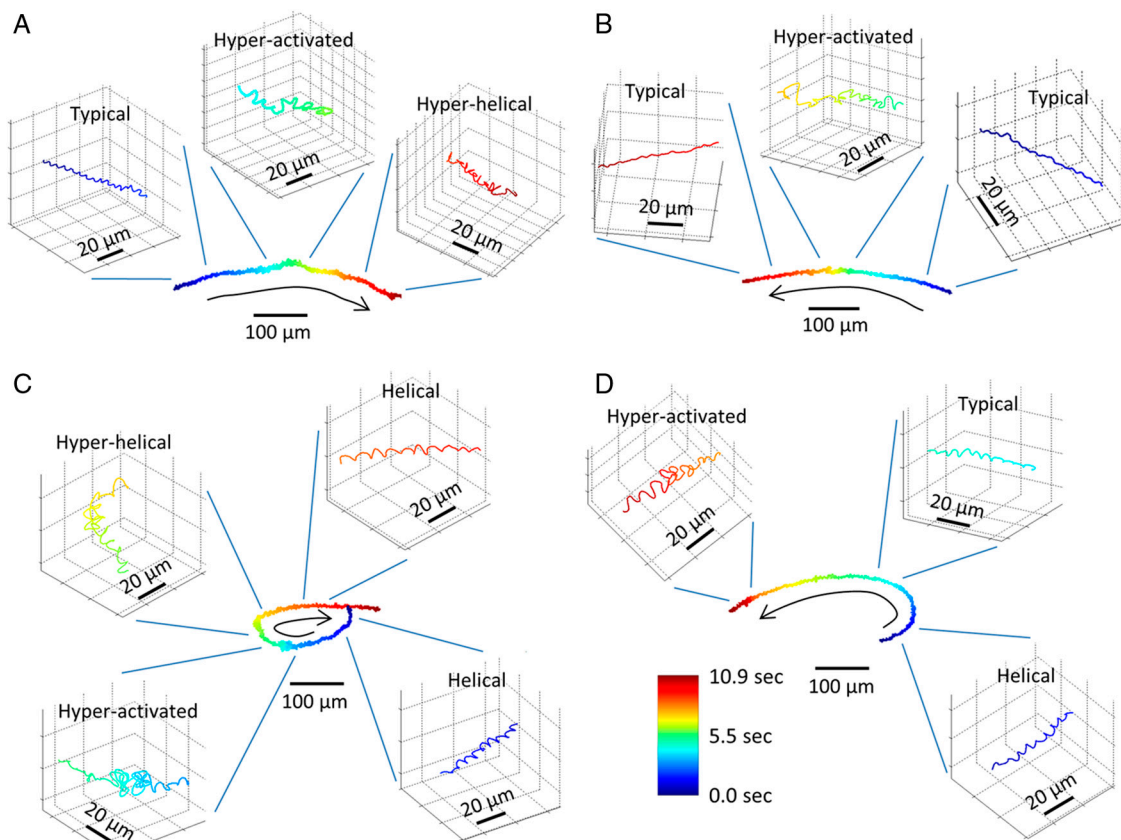 A
Hyper-activated
20 µm
Typical
20 µm
Hyper-helical
20 µm
100 µm
B
Typical
20 µm
Hyper-activated
20 µm
Typical
20 µm
100 µm
C
Hyper-helical
20 µm
Helical
20 µm
Hyper-activated
20 µm
100 µm
Helical
20 µm
D
Hyper-activated
20 µm
Typical
20 µm
100 µm
10.9 sec
5.5 sec
0.0 sec
Helical
20 µm